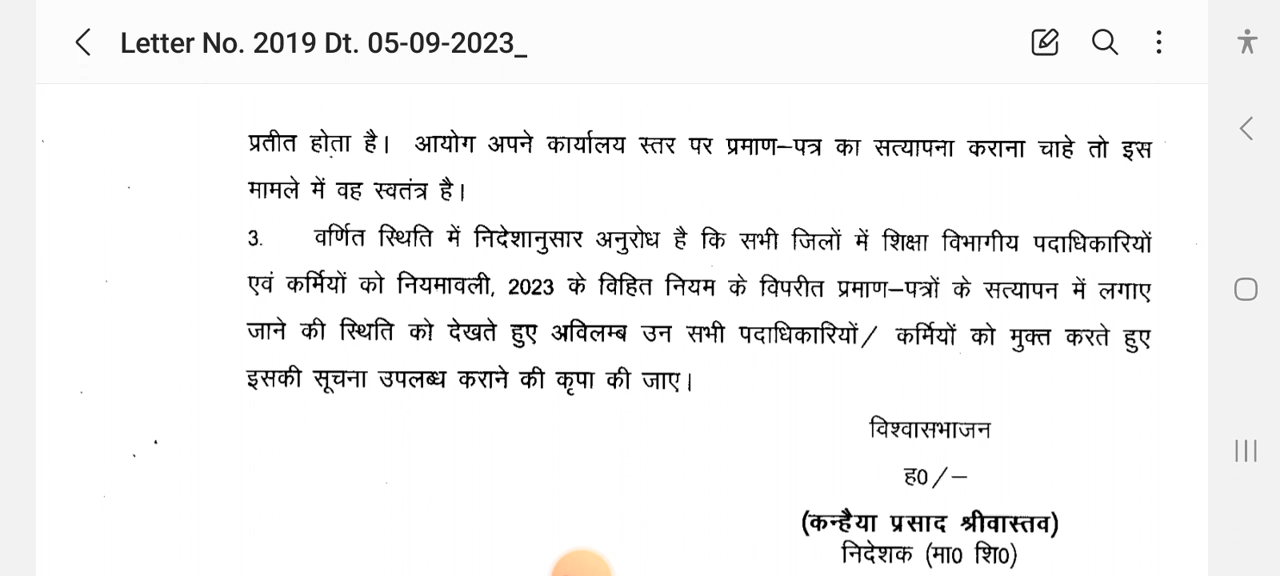 Letter No. 2019 Dt. 05-09-2023_
प्रतीत होता है। आयोग अपने कार्यालय स्तर पर प्रमाण–पत्र का सत्यापना कराना चाहे तो इस
मामले में वह स्वतंत्र है।
3. वर्णित स्थिति में निदेशानुसार अनुरोध है कि सभी जिलों में शिक्षा विभागीय पदाधिकारियों
एवं कर्मियों को नियमावली, 2023 के विहित नियम के विपरीत प्रमाण–पत्रों के सत्यापन में लगाए
जाने की स्थिति को देखते हुए अविलम्ब उन सभी पदाधिकारियों/ कर्मियों को मुक्त करते हुए
इसकी सूचना उपलब्ध कराने की कृपा की जाए।
विश्वासभाजन
ह0/–
(कन्हैया प्रसाद श्रीवास्तव)
निदेशक (मा0 शि0)